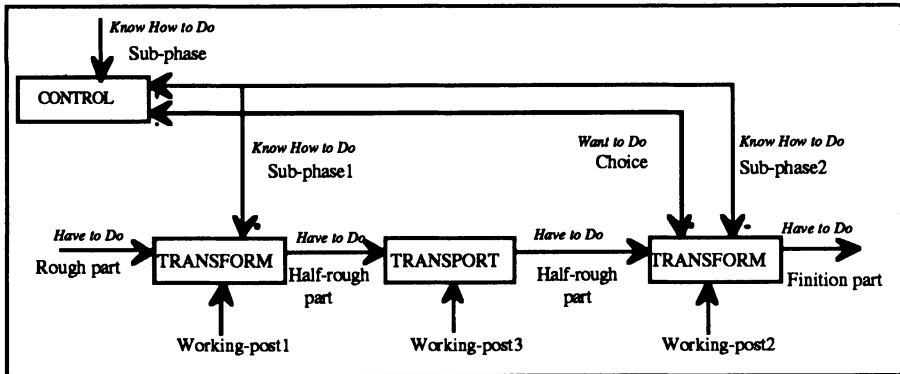 Know How to Do
Sub-phase
CONTROL
Know How to Do
Sub-phase1
Want to Do
Choice
Know How to Do
Sub-phase2
Have to Do
Rough part
TRANSFORM
Have to Do
Half-rough
part
TRANSPORT
Have to Do
Half-rough
part
TRANSFORM
Have to Do
Finition part
Working-post1
Working-post3
Working-post2